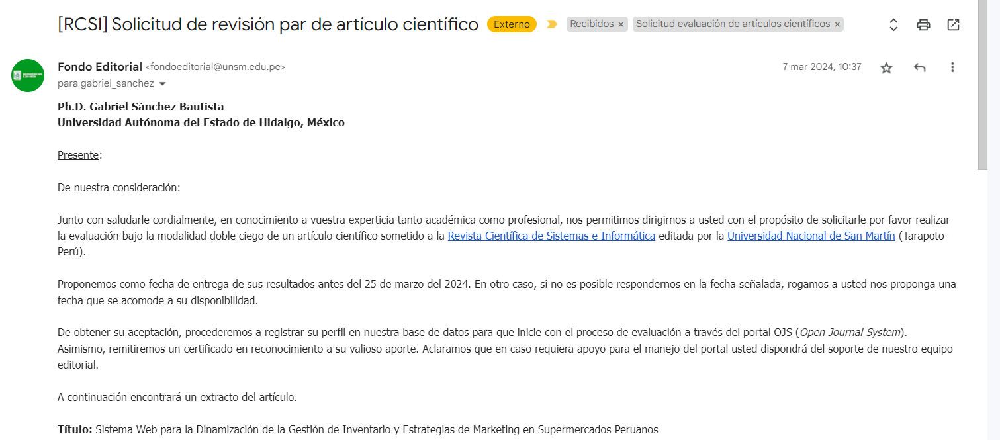 [RCSI] Solicitud de revisión par de artículo científico Externo Recibidos × Solicitud evaluación de artículos científicos ×
Fondo Editorial <fondoeditorial@unsm.edu.pe> 7 mar 2024, 10:37
para gabriel_sanchez
Ph.D. Gabriel Sánchez Bautista
Universidad Autónoma del Estado de Hidalgo, México
Presente:
De nuestra consideración:
Junto con saludarle cordialmente, en conocimiento a vuestra experticia tanto académica como profesional, nos permitimos dirigirnos a usted con el propósito de solicitarle por favor realizar
la evaluación bajo la modalidad doble ciego de un artículo científico sometido a la Revista Científica de Sistemas e Informática editada por la Universidad Nacional de San Martín (Tarapoto-
Perú).
Proponemos como fecha de entrega de sus resultados antes del 25 de marzo del 2024. En otro caso, si no es posible respondernos en la fecha señalada, rogamos a usted nos proponga una
fecha que se acomode a su disponibilidad.
De obtener su aceptación, procederemos a registrar su perfil en nuestra base de datos para que inicie con el proceso de evaluación a través del portal OJS (Open Journal System).
Asimismo, remitiremos un certificado en reconocimiento a su valioso aporte. Aclaramos que en caso requiera apoyo para el manejo del portal usted dispondrá del soporte de nuestro equipo
editorial.
A continuación encontrará un extracto del artículo.
Título: Sistema Web para la Dinamización de la Gestión de Inventario y Estrategias de Marketing en Supermercados Peruanos